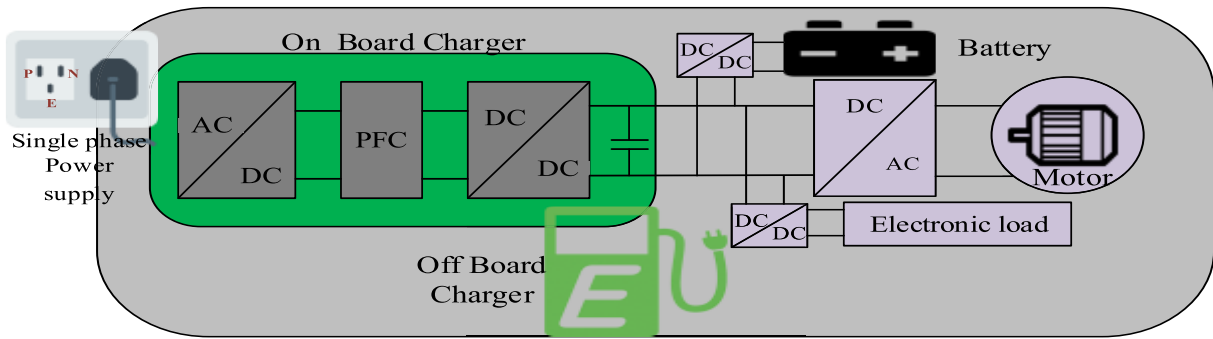 On Board Charger
P N
E
Single phase
Power
supply
AC
DC
PFC
DC
DC
DC
DC
Battery
DC
AC
Motor
DC
DC
Electronic load
Off Board
Charger
E